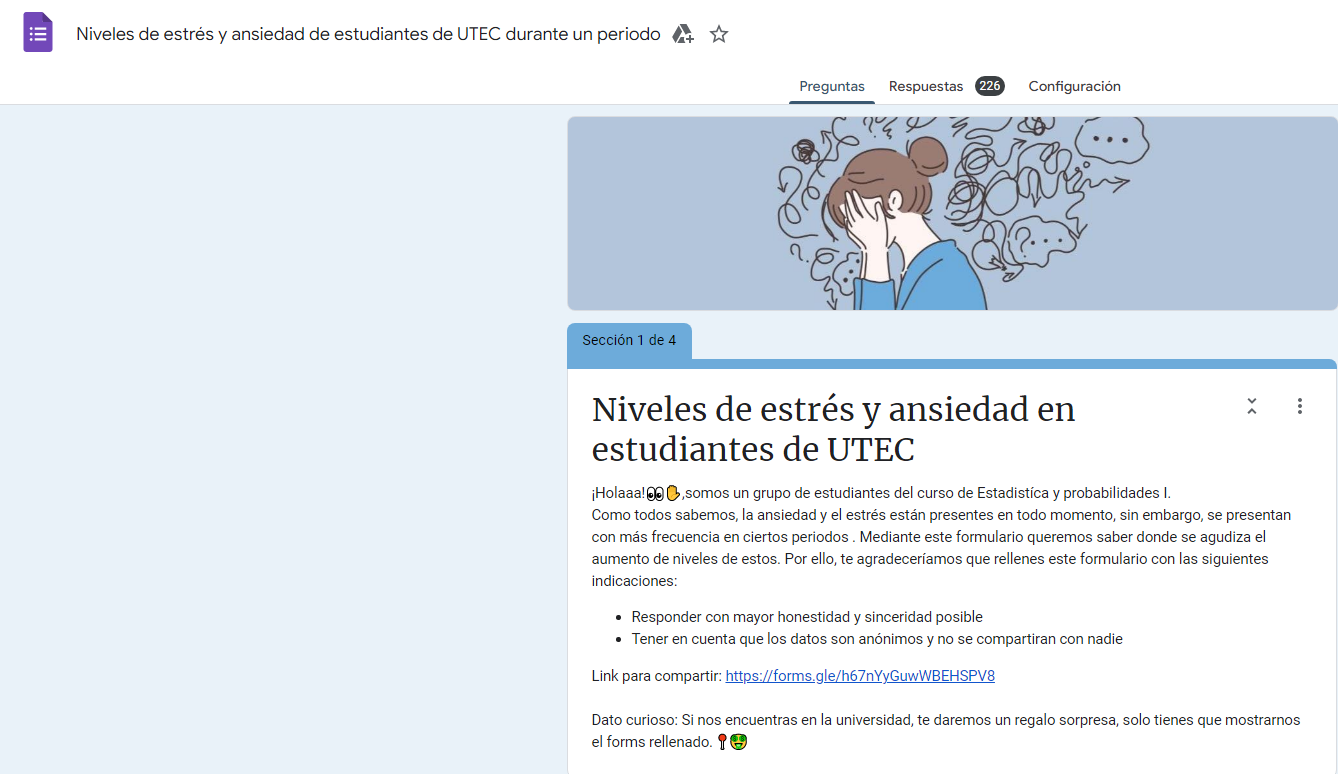 Niveles de estrés y ansiedad de estudiantes de UTEC durante un periodo
Preguntas Respuestas 226 Configuración
Sección 1 de 4
Niveles de estrés y ansiedad en
estudiantes de UTEC
¡Holaaa!👀✋,somos un grupo de estudiantes del curso de Estadistíca y probabilidades I.
Como todos sabemos, la ansiedad y el estrés están presentes en todo momento, sin embargo, se presentan
con más frecuencia en ciertos periodos . Mediante este formulario queremos saber donde se agudiza el
aumento de niveles de estos. Por ello, te agradeceríamos que rellenes este formulario con las siguientes
indicaciones:
• Responder con mayor honestidad y sinceridad posible
• Tener en cuenta que los datos son anónimos y no se compartiran con nadie
Link para compartir: https://forms.gle/h67nYyGuwWBEHSPV8
Dato curioso: Si nos encuentras en la universidad, te daremos un regalo sorpresa, solo tienes que mostrarnos
el forms rellenado. 📍🤑